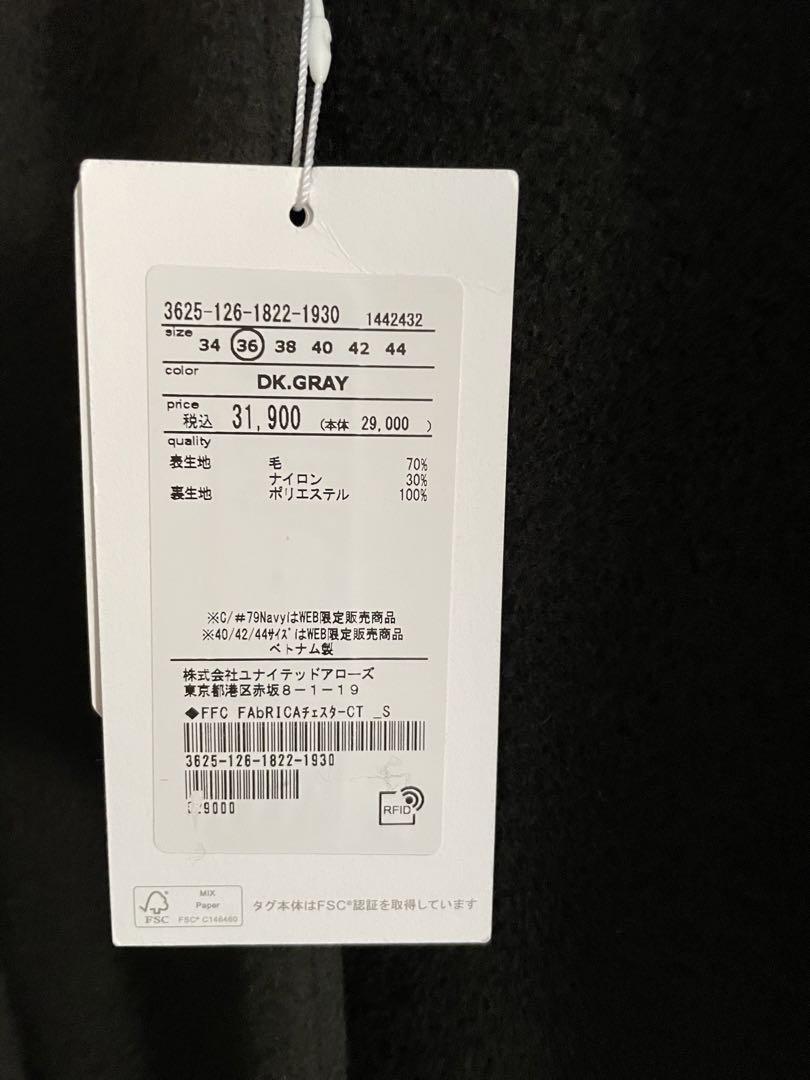 3625-126-1822-1930 1442432
size 34 36 38 40 42 44
color
DK.GRAY
price
税込 31,900 (本体 29,000 )
quality
表生地 毛 70%
ナイロン 30%
裏生地 ポリエステル 100%
※C/#79NavyはWEB限定販売商品
※40/42/44ｻｲｽﾞはWEB限定販売商品
ベトナム製
株式会社ユナイテッドアローズ
東京都港区赤坂8-1-19
◆FFC FAbRICAﾁｪｽﾀｰCT _S
3625-126-1822-1930
9000
RFID
MIX
Paper
FSC FSC® C146460
タグ本体はFSC®認証を取得しています